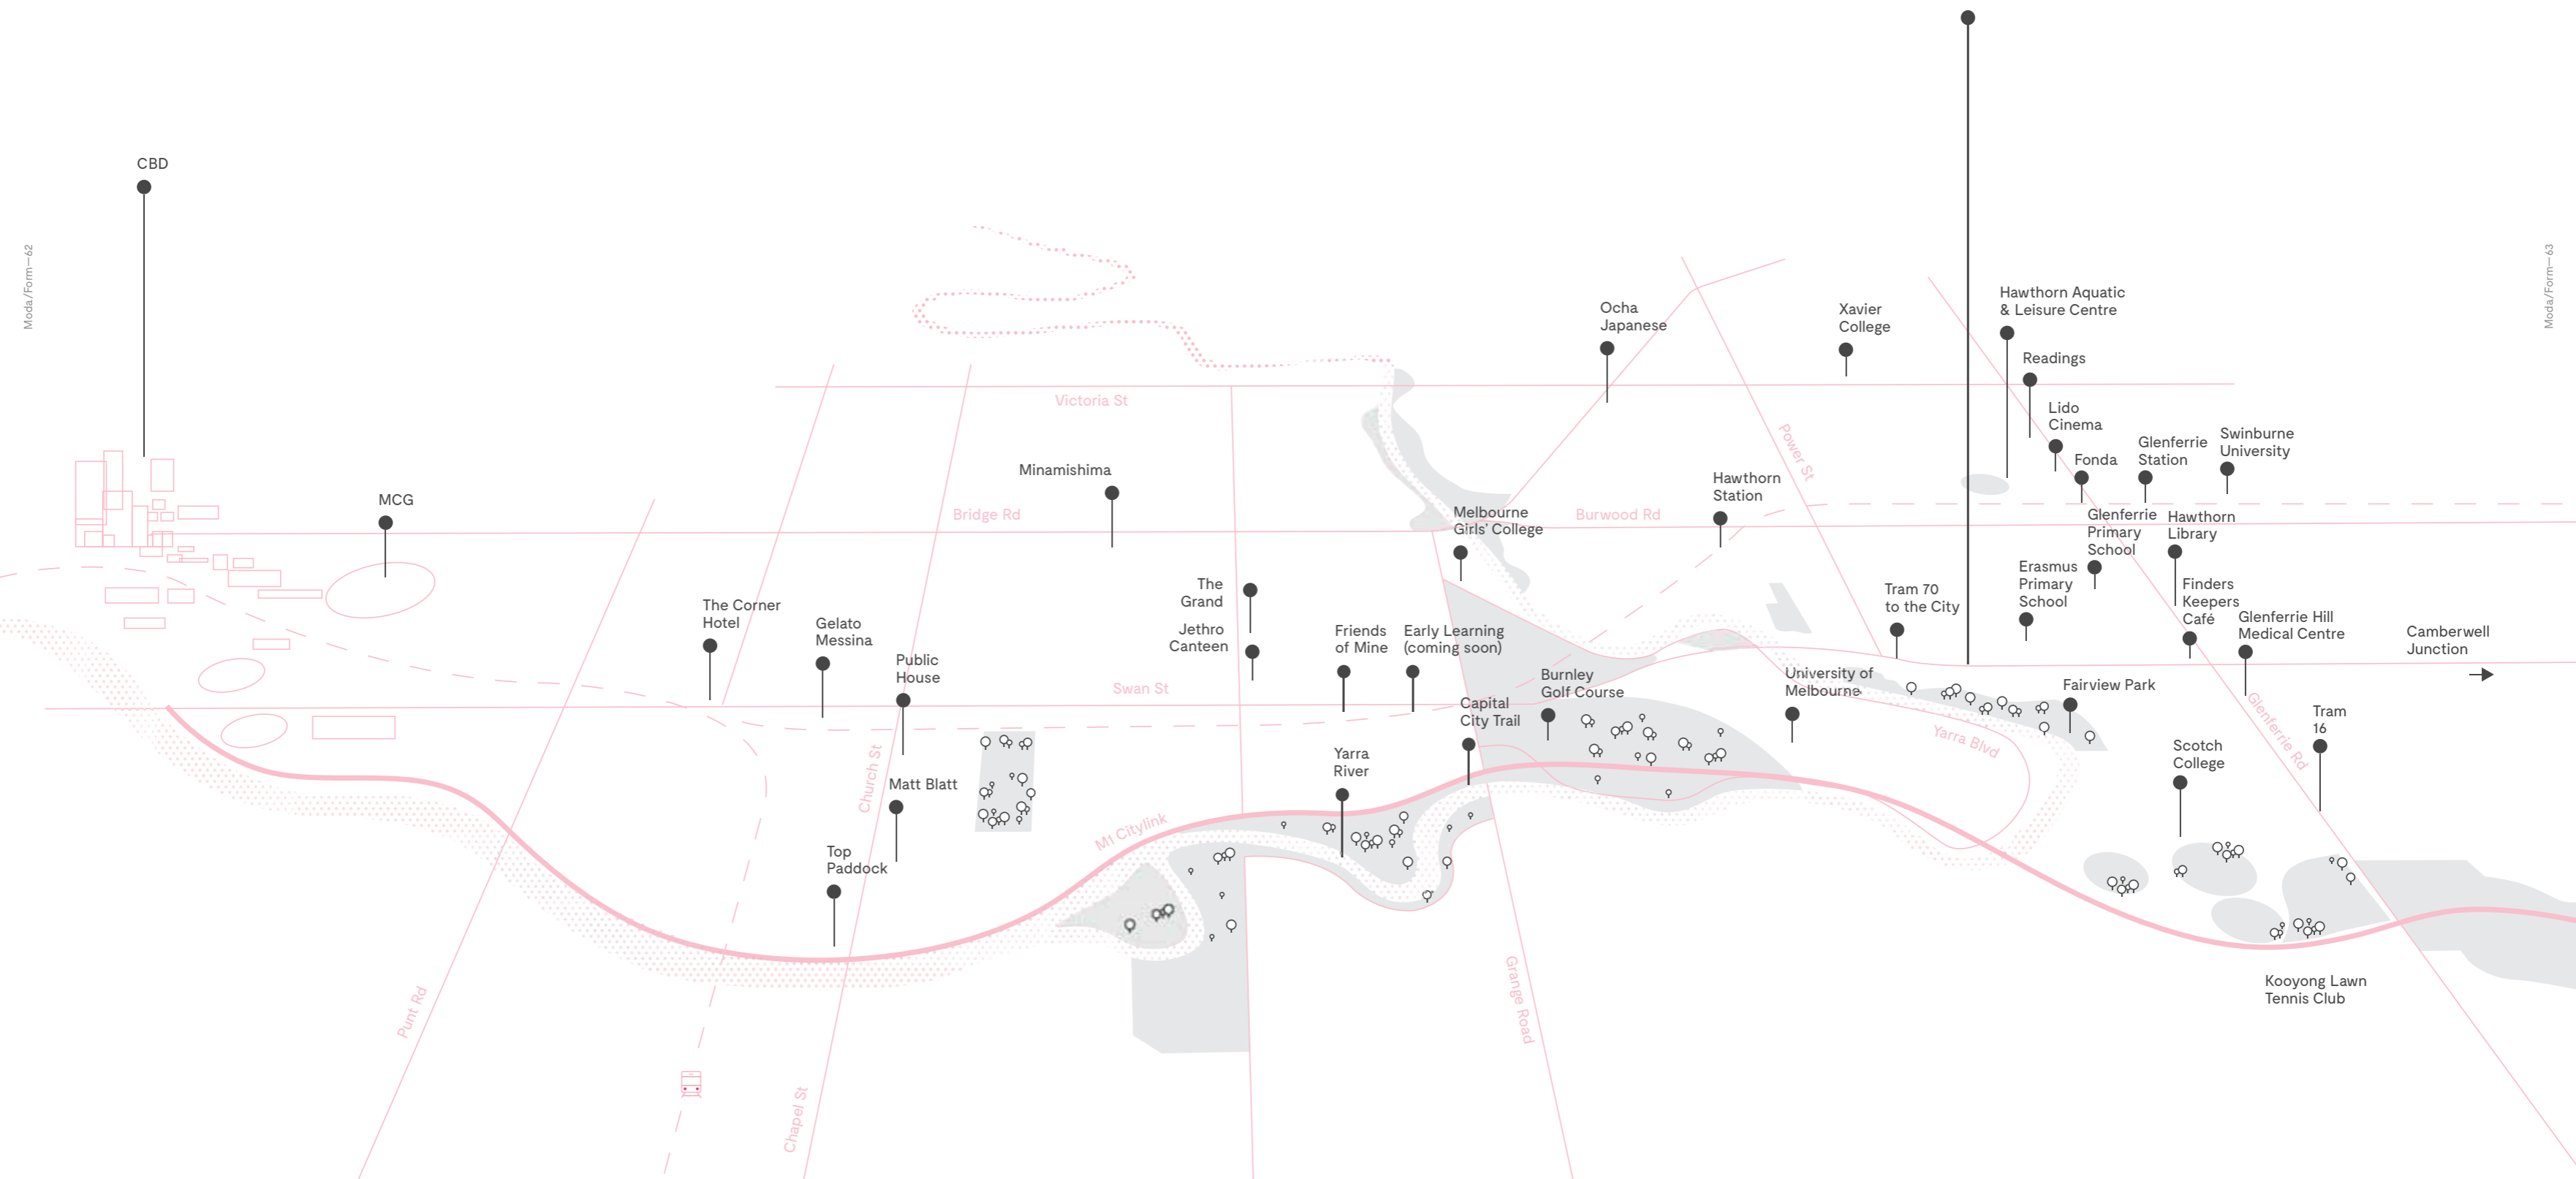 CBD
Moda/Form—62
Moda/Form—63
MCG
Victoria St
Minamishima
Bridge Rd
Ocha
Japanese
Xavier
College
Hawthorn Aquatic
& Leisure Centre
Readings
Lido
Cinema
Fonda
Glenferrie
Station
Swinburne
University
Power St
Hawthorn
Station
Burwood Rd
Melbourne
Girls' College
Glenferrie
Primary
School
Hawthorn
Library
Erasmus
Primary
School
Finders
Keepers
Café
Glenferrie Hill
Medical Centre
Camberwell
Junction
Tram 70
to the City
The Corner
Hotel
Gelato
Messina
Public
House
The
Grand
Jethro
Canteen
Friends
of Mine
Early Learning
(coming soon)
Swan St
Burnley
Golf Course
Capital
City Trail
University of
Melbourne
Fairview Park
Yarra Blvd
Glenferrie Rd
Tram
16
Scotch
College
Yarra
River
Church St
Matt Blatt
M1 Citylink
Top
Paddock
Punt Rd
Chapel St
Grange Road
Kooyong Lawn
Tennis Club